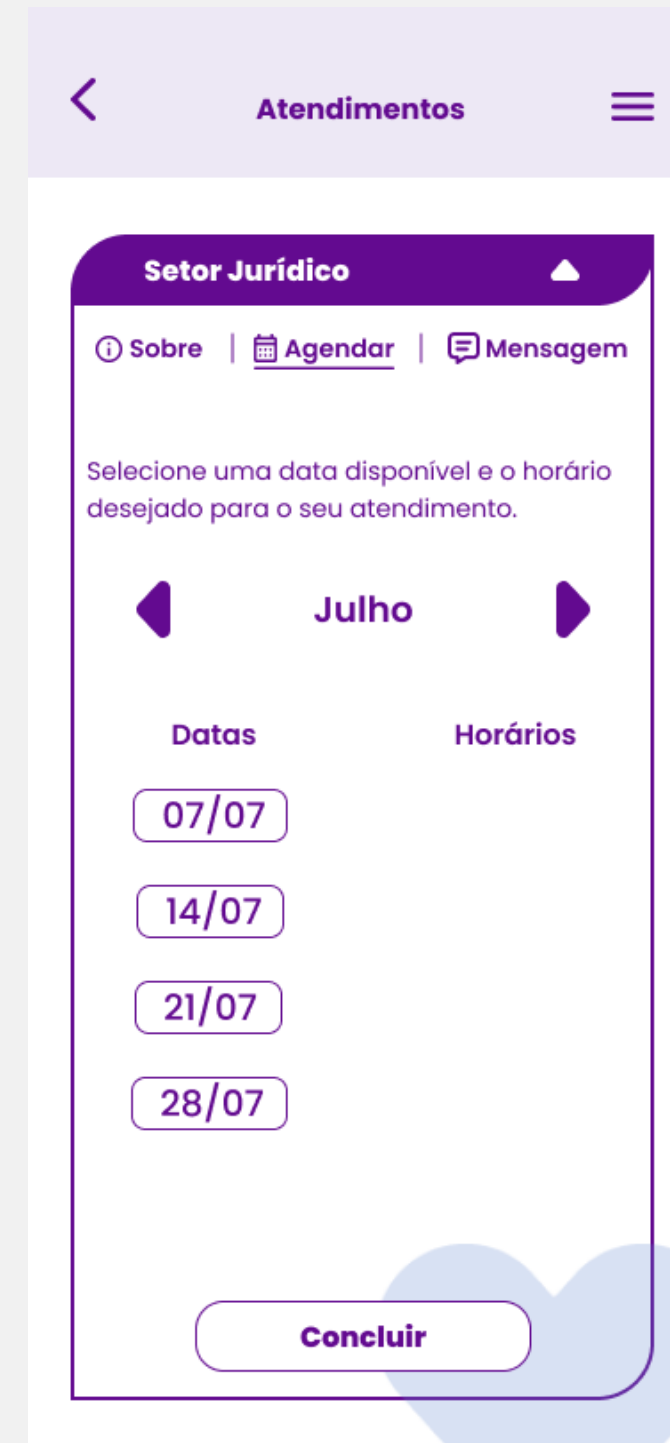 Atendimentos
Setor Jurídico
Sobre | Agendar | Mensagem
Selecione uma data disponível e o horário
desejado para o seu atendimento.
Julho
Datas Horários
07/07
14/07
21/07
28/07
Concluir